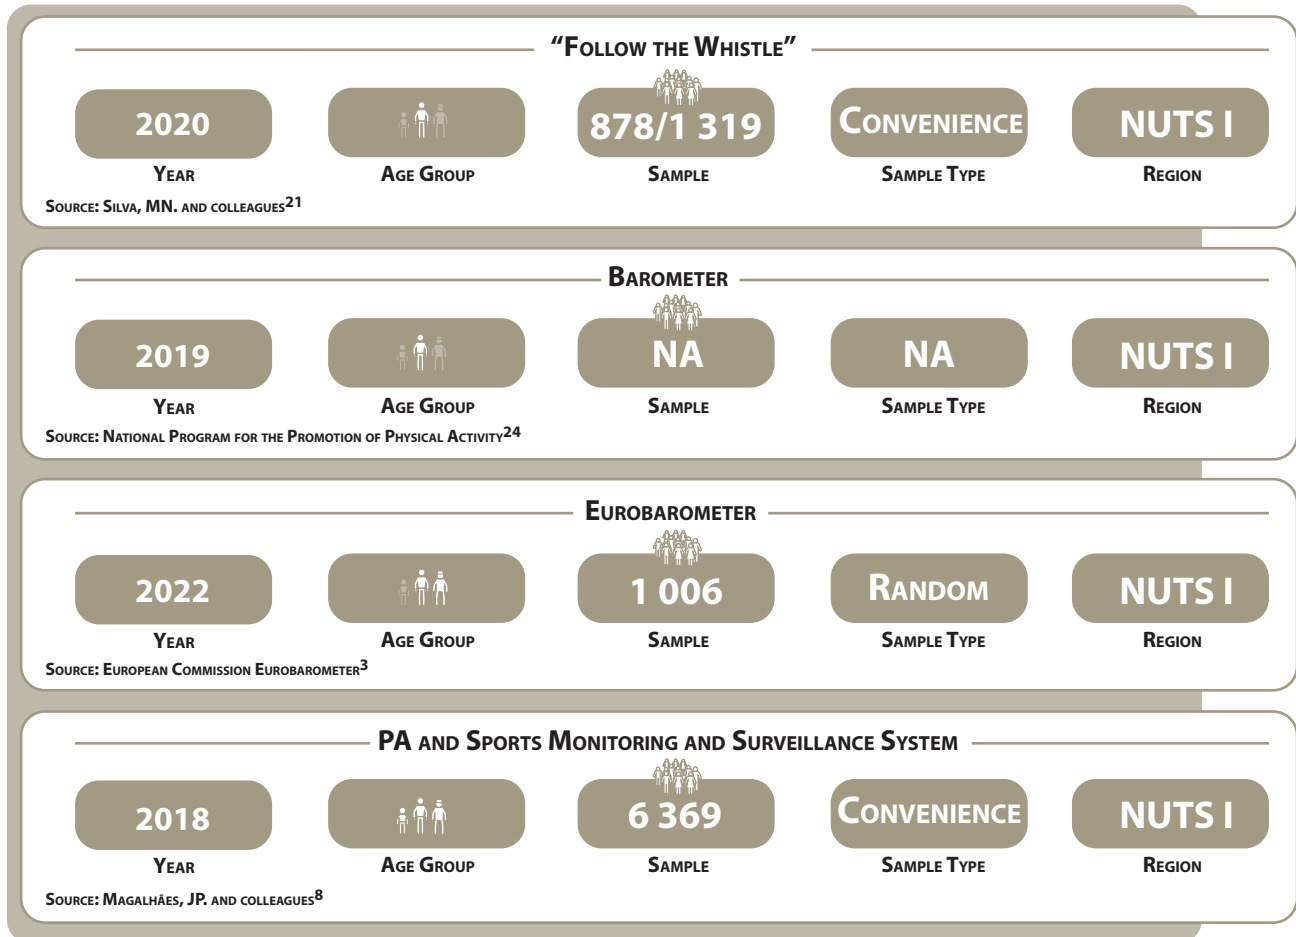 “Follow the Whistle”
2020
878/1 319
Convenience
NUTS I
Year
Age Group
Sample
Sample Type
Region
Source: Silva, MN. and colleagues21
Barometer
2019
NA
NA
NUTS I
Year
Age Group
Sample
Sample Type
Region
Source: National Program for the Promotion of Physical Activity24
Eurobarometer
2022
1 006
Random
NUTS I
Year
Age Group
Sample
Sample Type
Region
Source: European Commission Eurobarometer3
PA and Sports Monitoring and Surveillance System
2018
6 369
Convenience
NUTS I
Year
Age Group
Sample
Sample Type
Region
Source: Magalhães, JP. and colleagues8